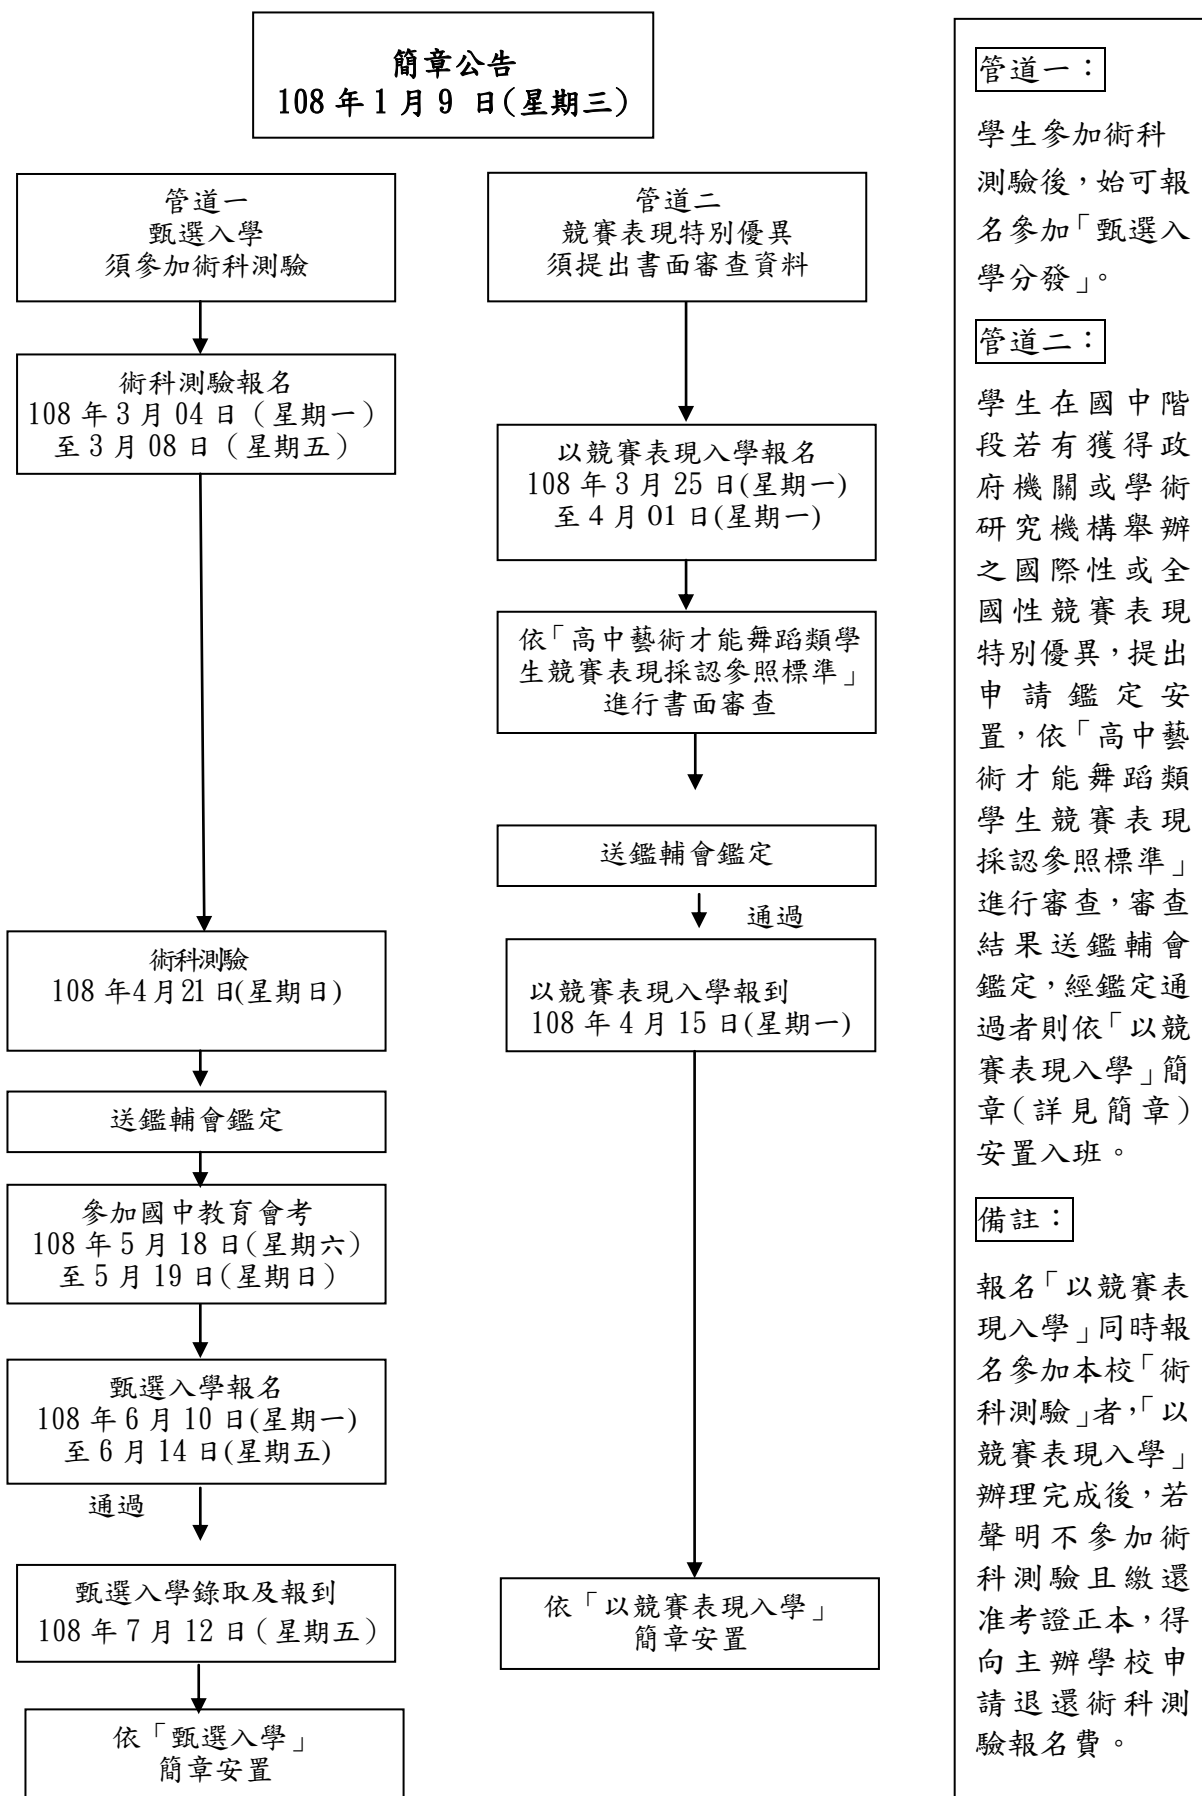 簡章公告
108 年 1 月 9 日(星期三)
管道一
甄選入學
須參加術科測驗
術科測驗報名
108 年 3 月 04 日（星期一）
至 3 月 08 日（星期五）
術科測驗
108 年4 月21 日(星期日)
送鑑輔會鑑定
參加國中教育會考
108 年 5 月 18 日(星期六)
至 5 月 19 日(星期日)
甄選入學報名
108 年 6 月 10 日(星期一)
至 6 月 14 日(星期五)
通過
甄選入學錄取及報到
108 年 7 月 12 日（星期五）
依「甄選入學」
簡章安置
管道二
競賽表現特別優異
須提出書面審查資料
以競賽表現入學報名
108 年 3 月 25 日(星期一)
至 4 月 01 日(星期一)
依「高中藝術才能舞蹈類學
生競賽表現採認參照標準」
進行書面審查
送鑑輔會鑑定
通過
以競賽表現入學報到
108 年 4 月 15 日(星期一)
依「以競賽表現入學」
簡章安置
管道一：
學生參加術科
測驗後，始可報
名參加「甄選入
學分發」。
管道二：
學生在國中階
段若有獲得政
府機關或學術
研究機構舉辦
之國際性或全
國性競賽表現
特別優異，提出
申請鑑定安
置，依「高中藝
術才能舞蹈類
學生競賽表現
採認參照標準」
進行審查，審查
結果送鑑輔會
鑑定，經鑑定通
過者則依「以競
賽表現入學」簡
章(詳見簡章)
安置入班。
備註：
報名「以競賽表
現入學」同時報
名參加本校「術
科測驗」者，「以
競賽表現入學」
辦理完成後，若
聲明不參加術
科測驗且繳還
准考證正本，得
向主辦學校申
請退還術科測
驗報名費。